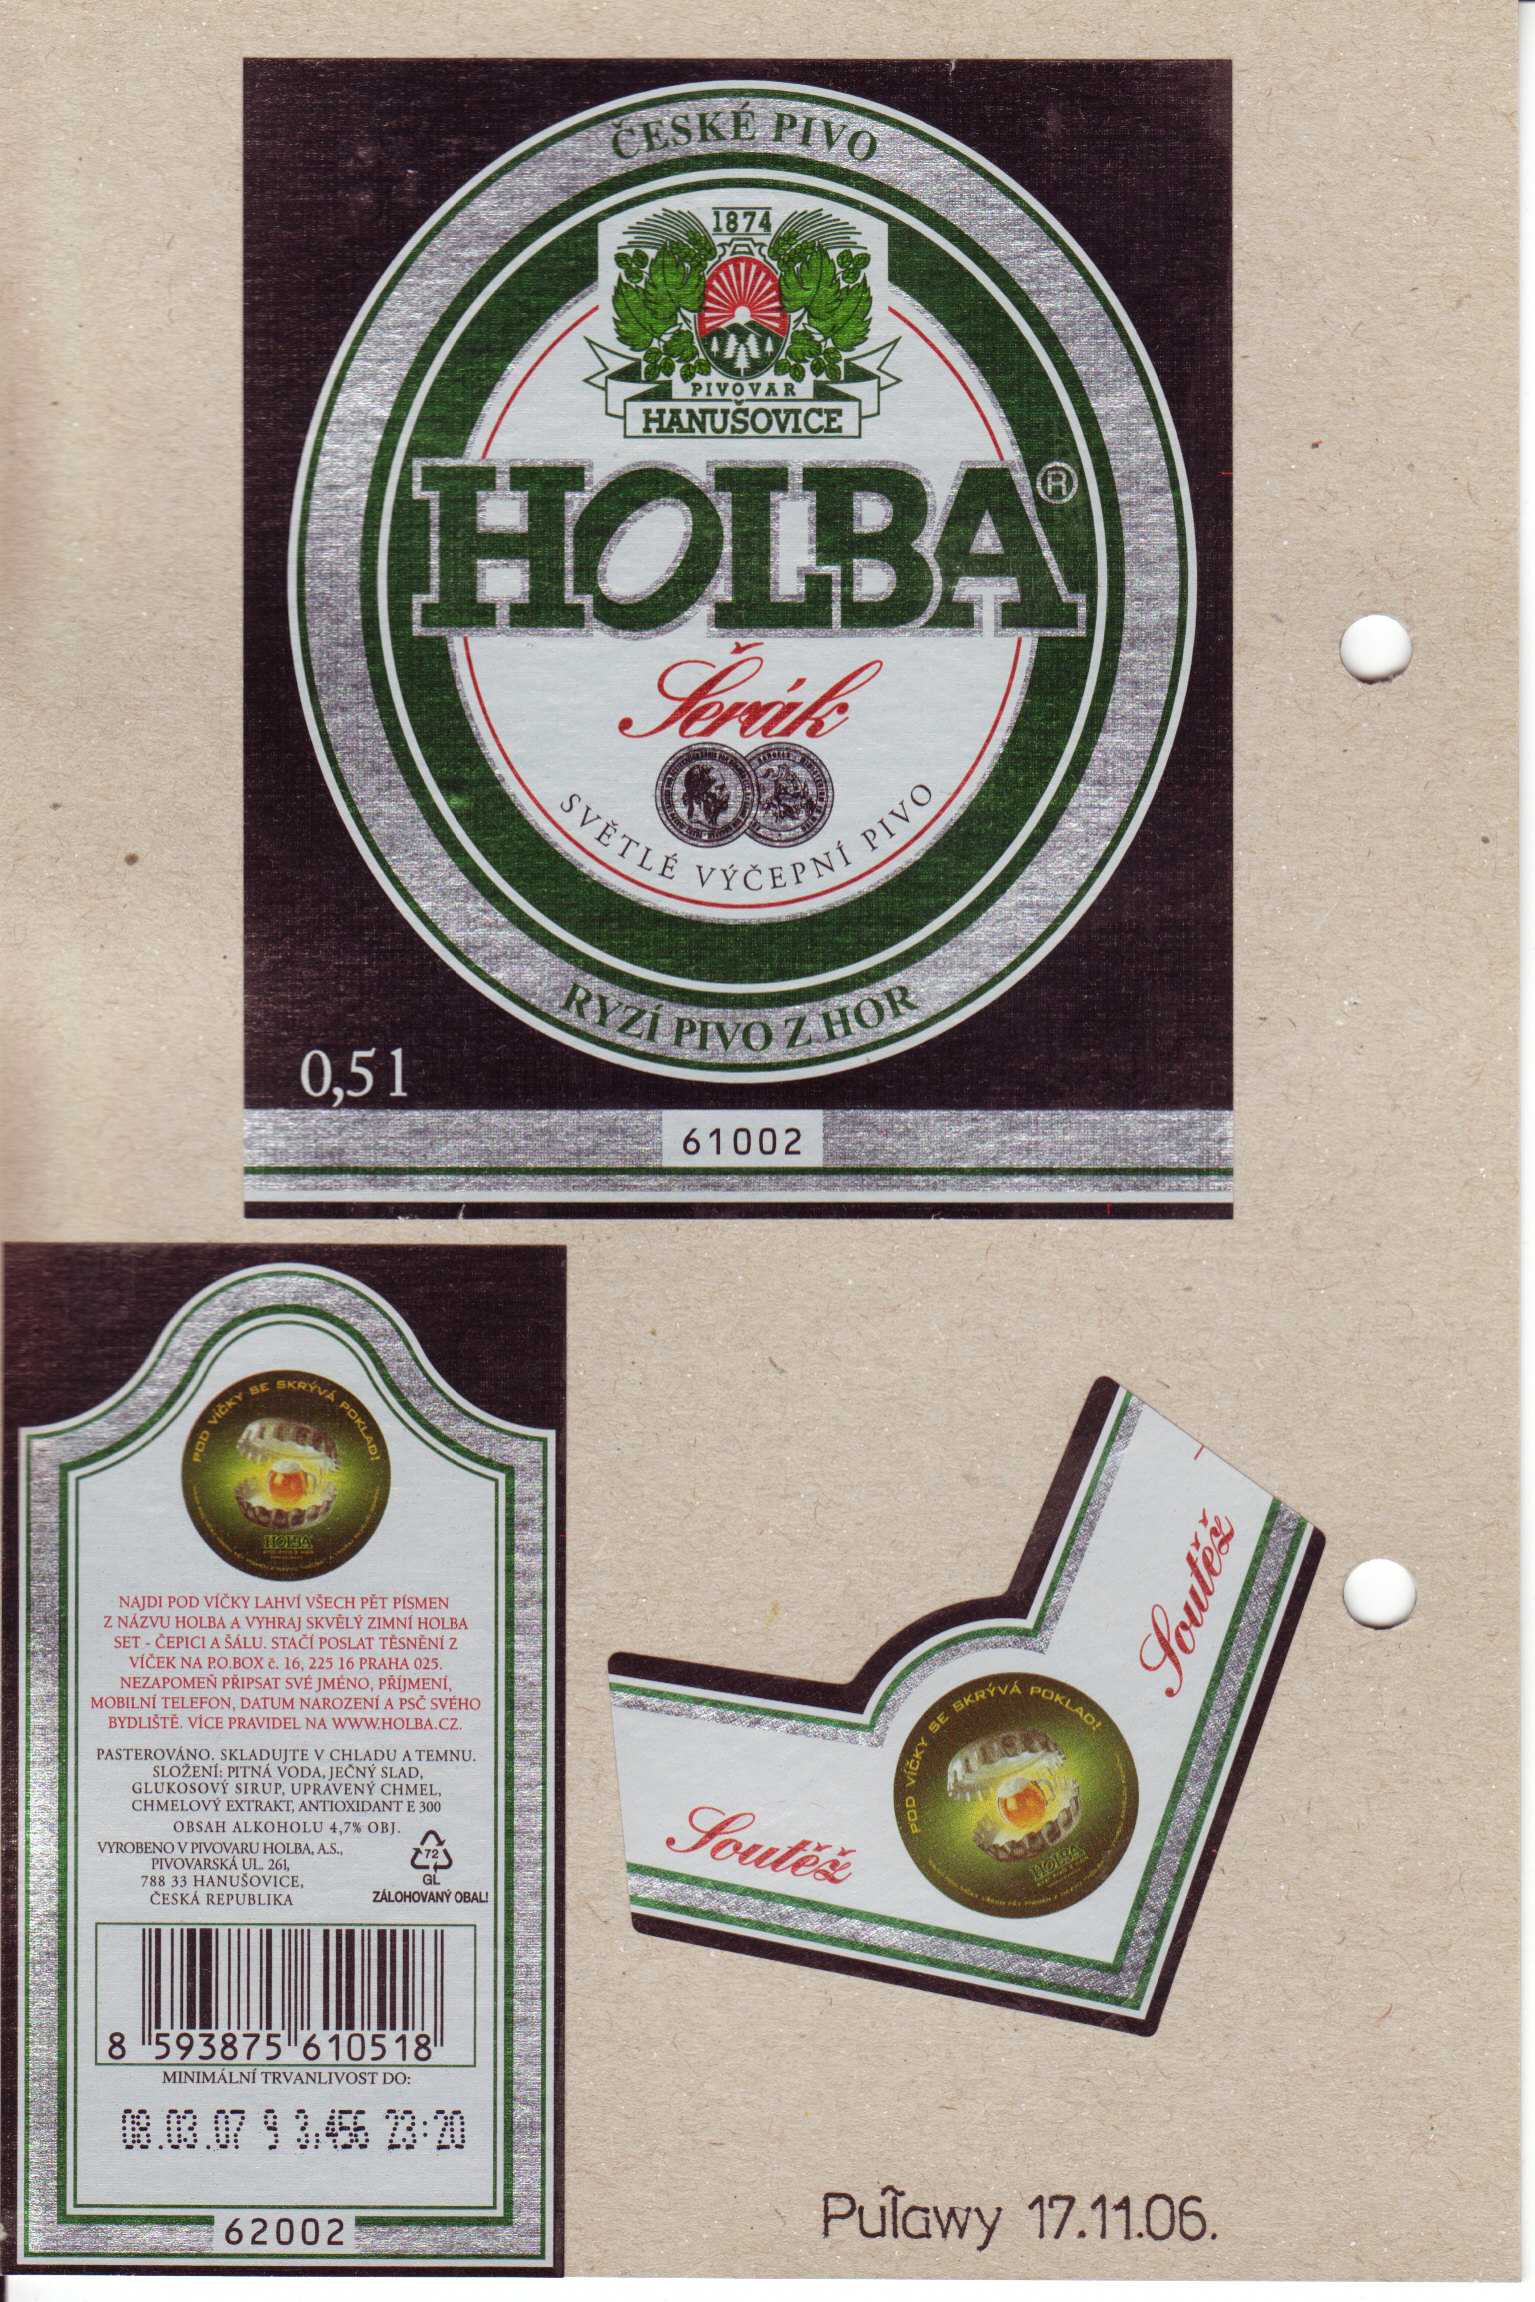 ČESKÉ PIVO
1874
PIVOVAR
HANUŠOVICE
HOLBA®
Šerák
SVĚTLÉ VÝČEPNÍ PIVO
RYZÍ PIVO Z HOR
0,5 l
61002
POD VÍČKY SE SKRÝVÁ POKLAD!
HOLBA
NAJDI POD VÍČKY LAHVÍ VŠECH PĚT PÍSMEN
Z NÁZVU HOLBA A VYHRAJ SKVĚLÝ ZIMNÍ HOLBA
SET - ČEPICI A ŠÁLU. STAČÍ POSLAT TĚSNĚNÍ Z
VÍČEK NA P.O.BOX č. 16, 225 16 PRAHA 025.
NEZAPOMEŇ PŘIPSAT SVÉ JMÉNO, PŘÍJMENÍ,
MOBILNÍ TELEFON, DATUM NAROZENÍ A PSČ SVÉHO
BYDLIŠTĚ. VÍCE PRAVIDEL NA WWW.HOLBA.CZ.
PASTEROVÁNO. SKLADUJTE V CHLADU A TEMNU.
SLOŽENÍ: PITNÁ VODA, JEČNÝ SLAD,
GLUKOSOVÝ SIRUP, UPRAVENÝ CHMEL,
CHMELOVÝ EXTRAKT, ANTIOXIDANT E 300
OBSAH ALKOHOLU 4,7% OBJ.
VYROBENO V PIVOVARU HOLBA, A.S.,
PIVOVARSKÁ UL. 261,
788 33 HANUŠOVICE,
ČESKÁ REPUBLIKA
72
GL
ZÁLOHOVANÝ OBAL!
8 593875 610518
MINIMÁLNÍ TRVANLIVOST DO:
08.03.07 9 3.456 23:20
62002
Soutěž
POD VÍČKY SE SKRÝVÁ POKLAD!
HOLBA
Soutěž
Puławy 17.11.06.